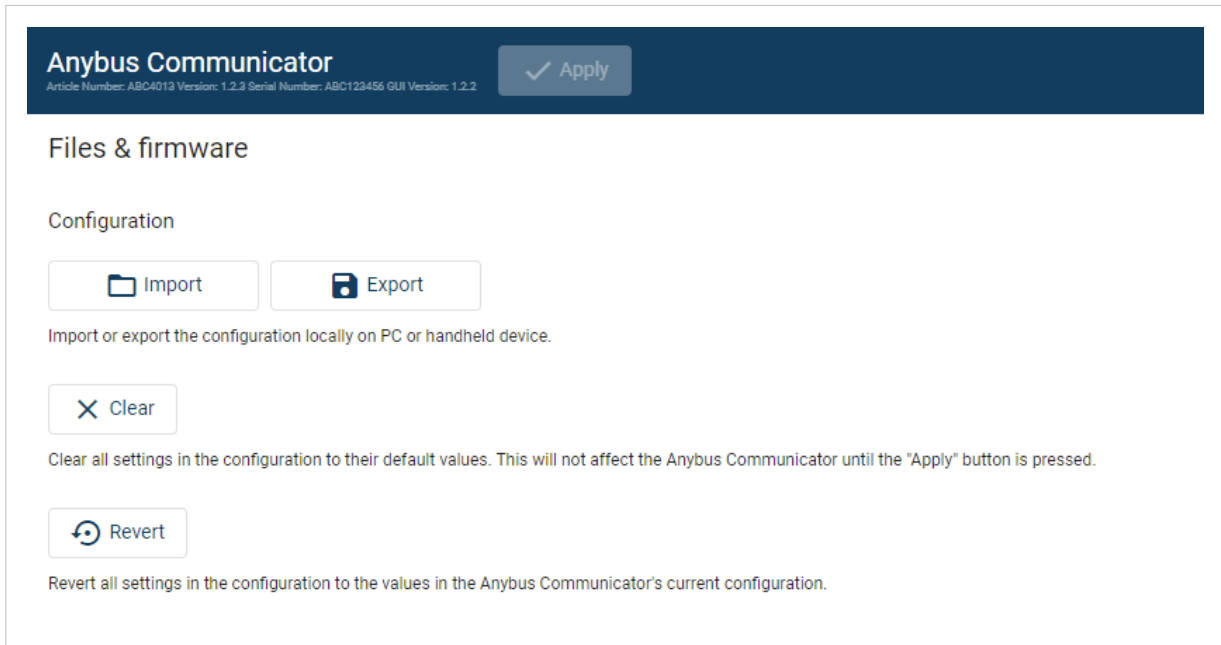 Anybus Communicator
Article Number: ABC4013 Version: 1.2.3 Serial Number: ABC123456 GUI Version: 1.2.2
Apply
Files & firmware
Configuration
Import
Export
Import or export the configuration locally on PC or handheld device.
Clear
Clear all settings in the configuration to their default values. This will not affect the Anybus Communicator until the "Apply" button is pressed.
Revert
Revert all settings in the configuration to the values in the Anybus Communicator's current configuration.